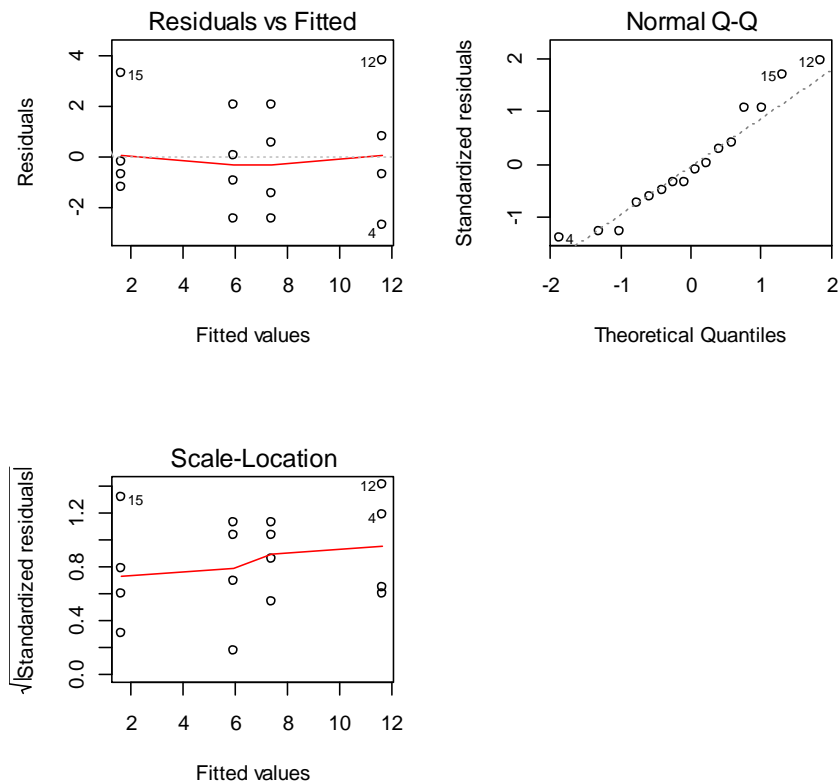 Residuals vs Fitted
Residuals
4
2
0
-2
15
12
4
2 4 6 8 10 12
Fitted values
Normal Q-Q
Standardized residuals
2
1
0
-1
15
12
4
-2 -1 0 1 2
Theoretical Quantiles
Scale-Location
√|Standardized residuals|
1.2
0.8
0.4
0.0
15
12
4
2 4 6 8 10 12
Fitted values